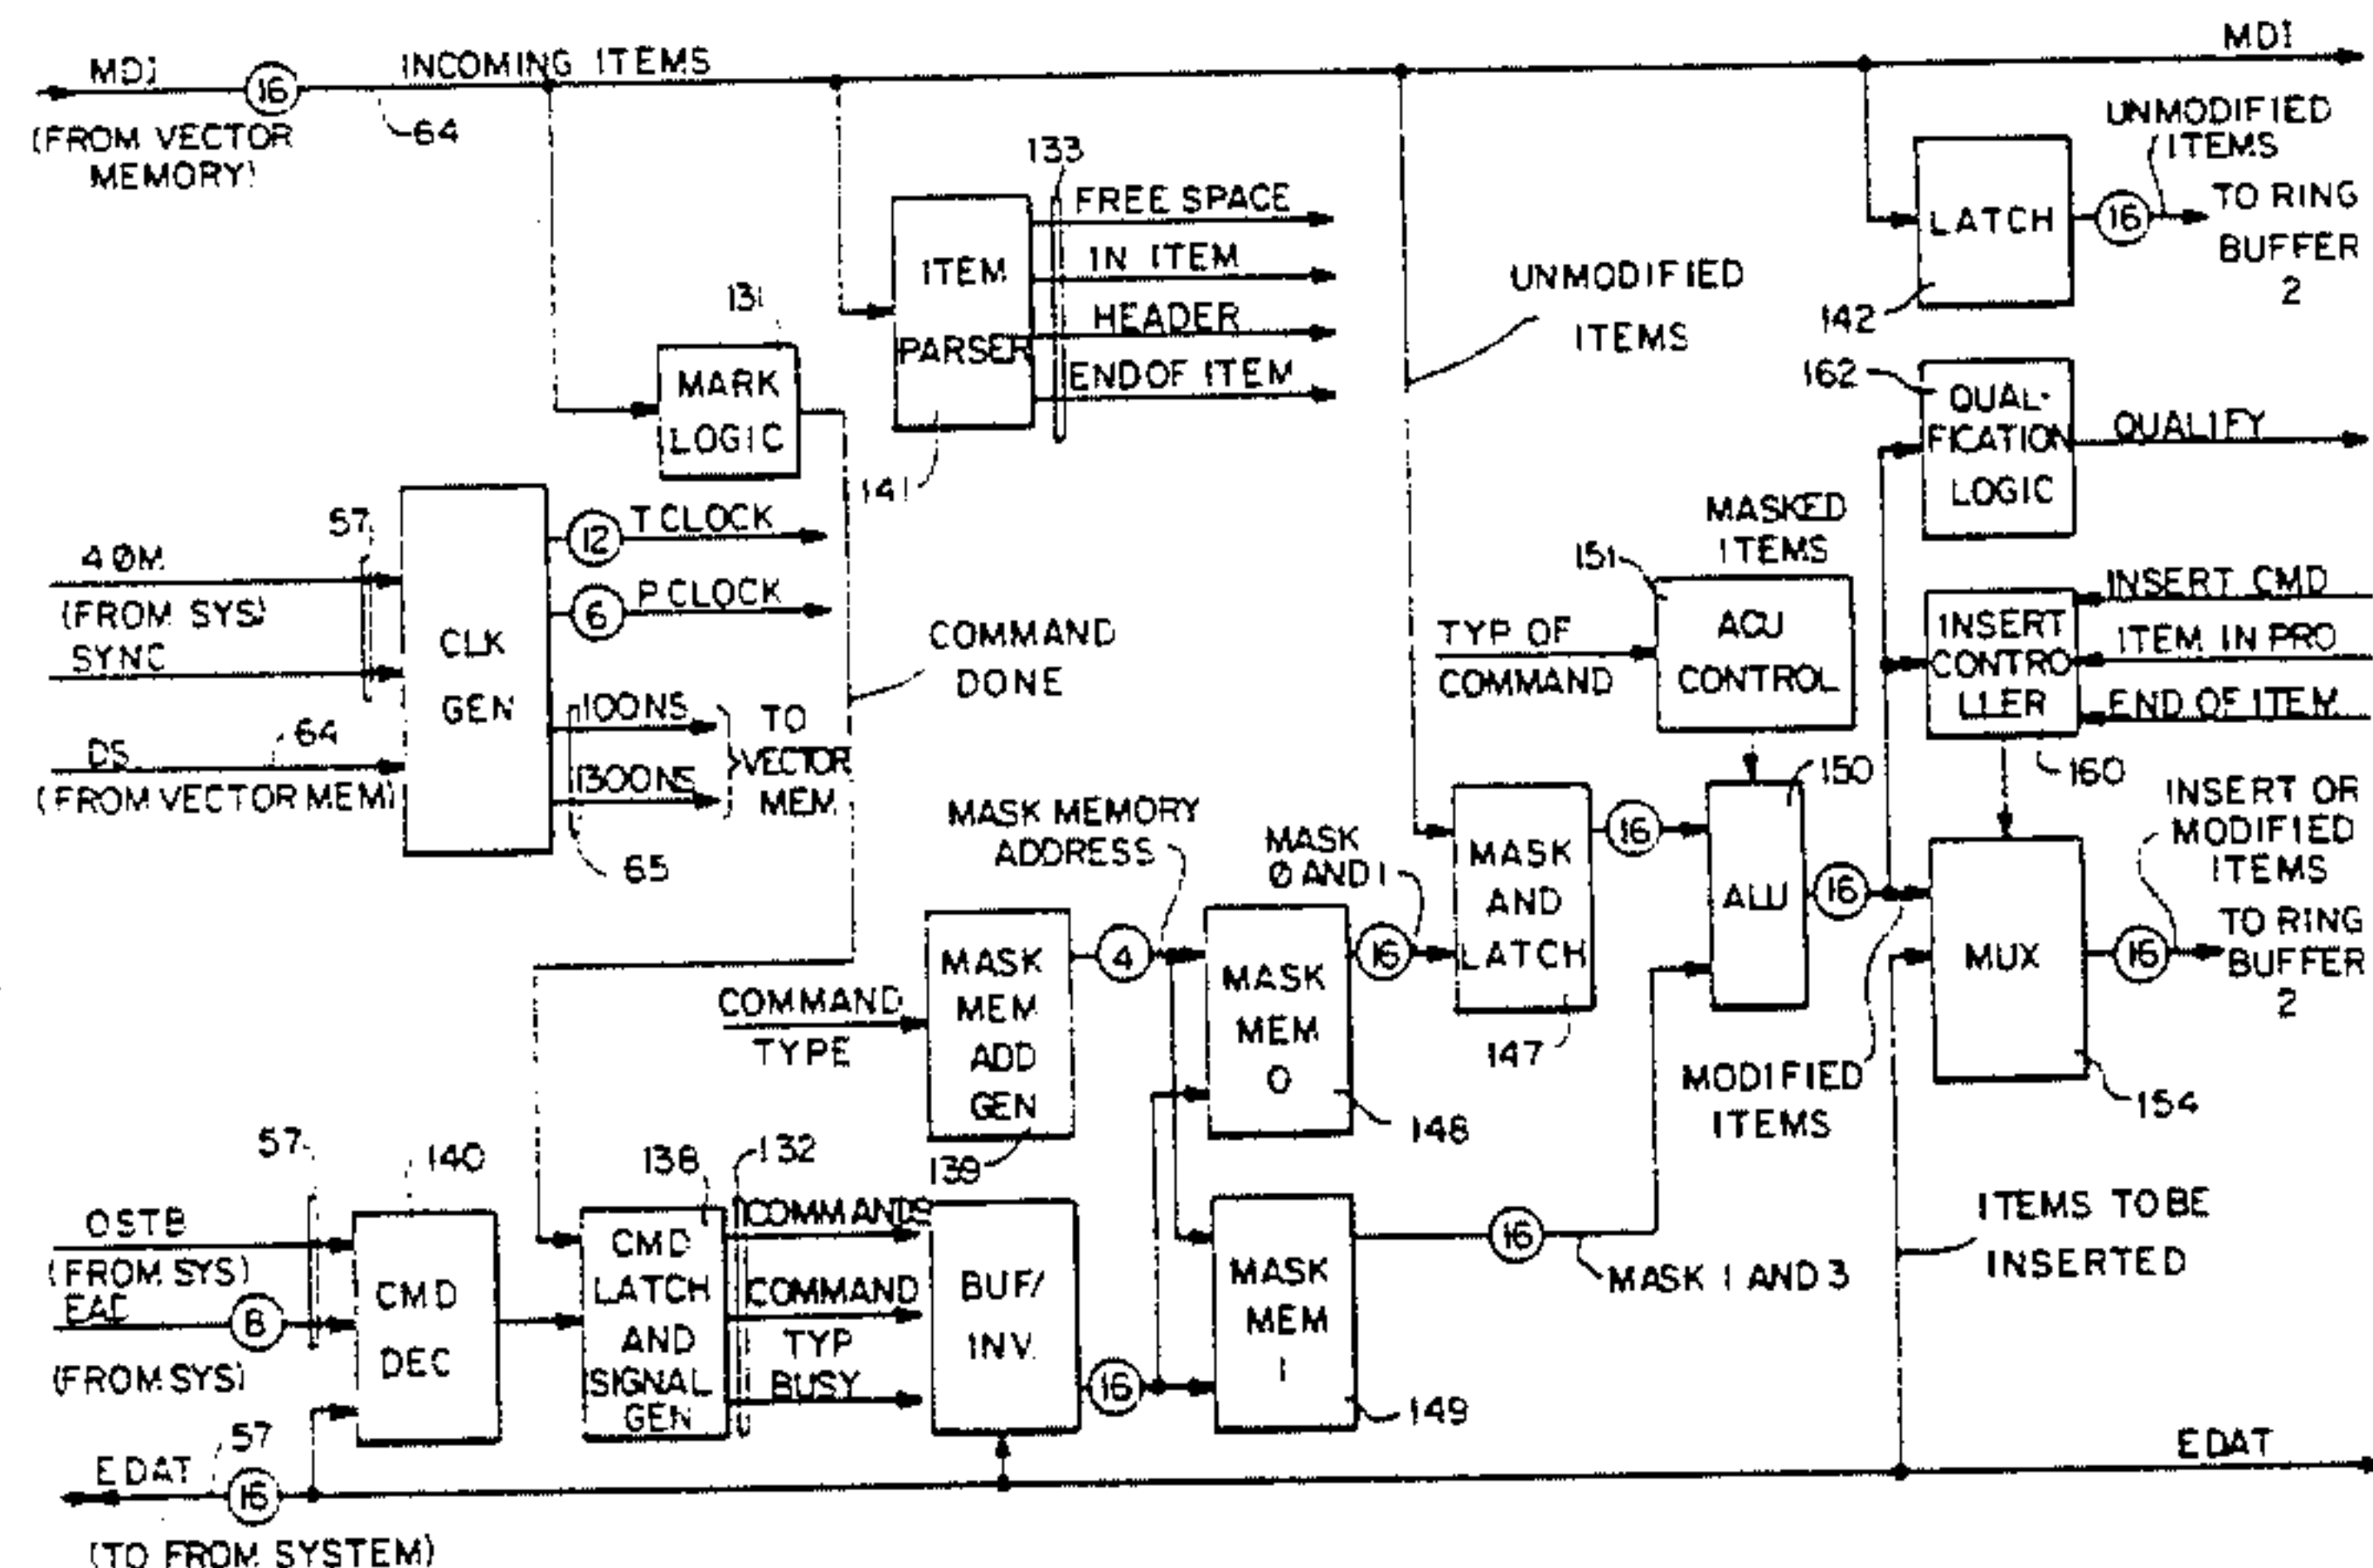 MDI
16
INCOMING ITEMS
MDI
(FROM VECTOR
MEMORY)
64
UNMODIFIED
ITEMS
LATCH
16
TO RING
BUFFER
2
142
133
ITEM
PARSER
FREE SPACE
IN ITEM
HEADER
END OF ITEM
141
UNMODIFIED
ITEMS
131
MARK
LOGIC
162
QUAL-
FICATION
LOGIC
QUALIFY
57
40M
(FROM SYS)
SYNC
64
DS
(FROM VECTOR MEM)
CLK
GEN
12
T CLOCK
6
P CLOCK
100NS
1300NS
TO
VECTOR
MEM
65
COMMAND
DONE
MASKED
ITEMS
151
TYP OF
COMMAND
ACU
CONTROL
INSERT
CONTRO
LLER
INSERT CMD
ITEM IN PRO
END OF ITEM
160
MASK MEMORY
ADDRESS
MASK
0 AND 1
MASK
AND
LATCH
147
16
150
ALU
16
INSERT OR
MODIFIED
ITEMS
MUX
16
TO RING
BUFFER
2
154
COMMAND
TYPE
MASK
MEM
ADD
GEN
139
4
MASK
MEM
0
148
16
MODIFIED
ITEMS
57
140
OSTB
(FROM SYS)
EAD
8
(FROM SYS)
CMD
DEC
138
132
CMD
LATCH
AND
SIGNAL
GEN
COMMANDS
COMMAND
TYP
BUSY
BUF/
INV.
16
MASK
MEM
1
149
16
MASK 1 AND 3
ITEMS TO BE
INSERTED
57
EDAT
16
(TO FROM SYSTEM)
EDAT